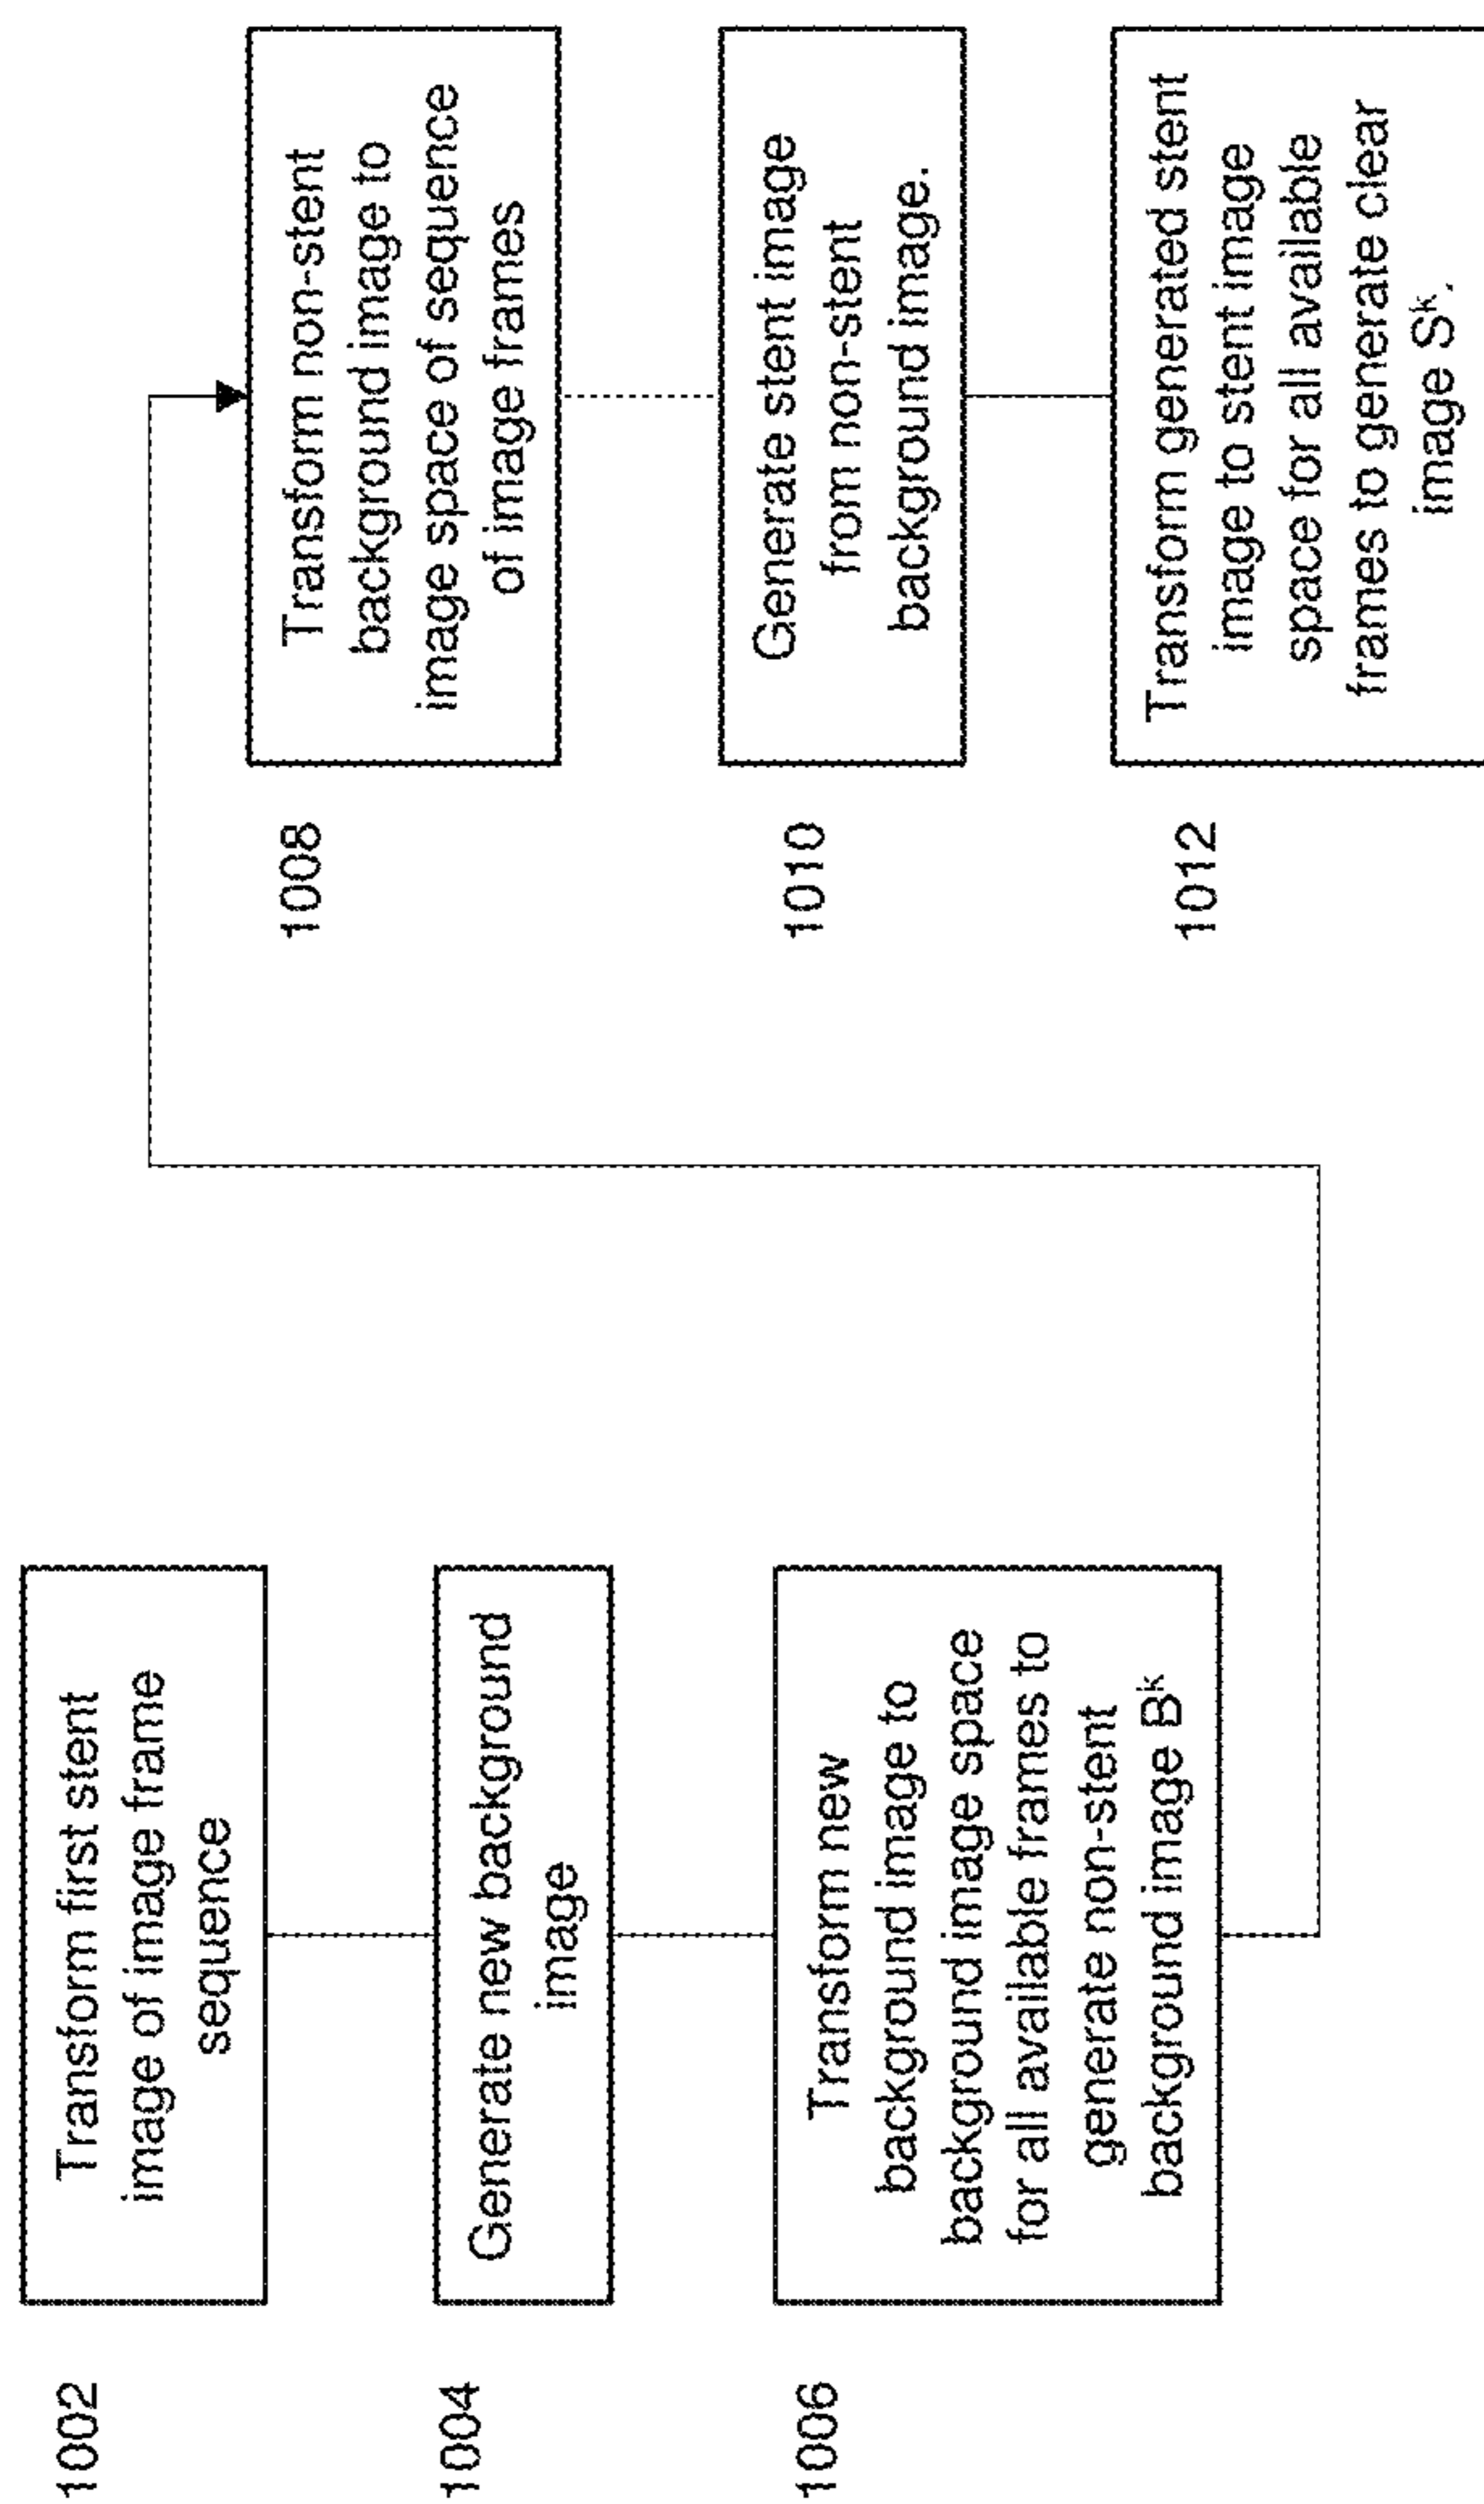 1002
Transform first stent
image of image frame
sequence
1004
Generate new background
image
1006
Transform new
background image to
background image space
for all available frames to
generate non-stent
background image Bᵏ
1008
Transform non-stent
background image to
image space of sequence
of image frames
1010
Generate stent image
from non-stent
background image.
1012
Transform generated stent
image to stent image
space for all available
frames to generate clear
image Sᵏ.